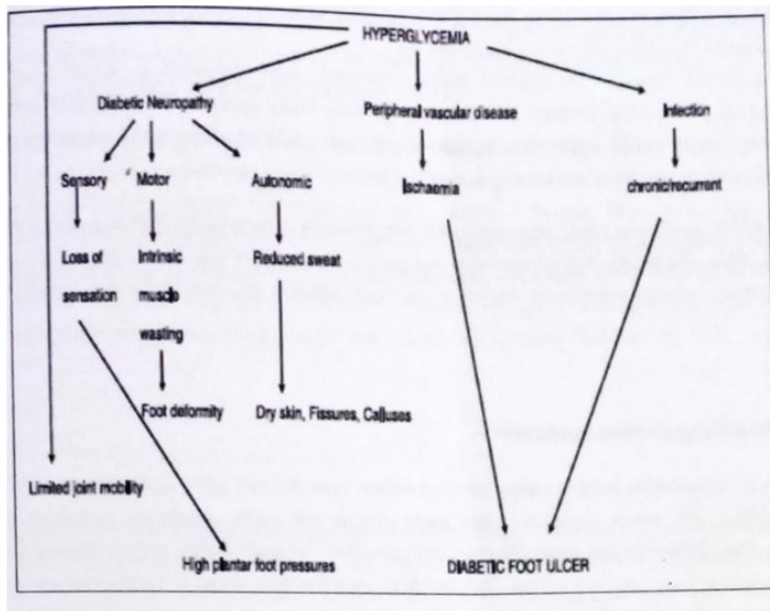 HYPERGLYCEMIA
Diabetic Neuropathy
Peripheral vascular disease
Infection
Sensory
Motor
Autonomic
Ischaemia
chronic/recurrent
Loss of
sensation
Intrinsic
muscle
wasting
Reduced sweat
Foot deformity
Dry skin, Fissures, Calluses
Limited joint mobility
High plantar foot pressures
DIABETIC FOOT ULCER